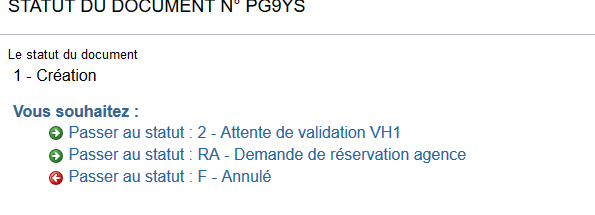 STATUT DU DOCUMENT N° PG9YS
Le statut du document
1 - Création
Vous souhaitez :
Passer au statut : 2 - Attente de validation VH1
Passer au statut : RA - Demande de réservation agence
Passer au statut : F - Annulé